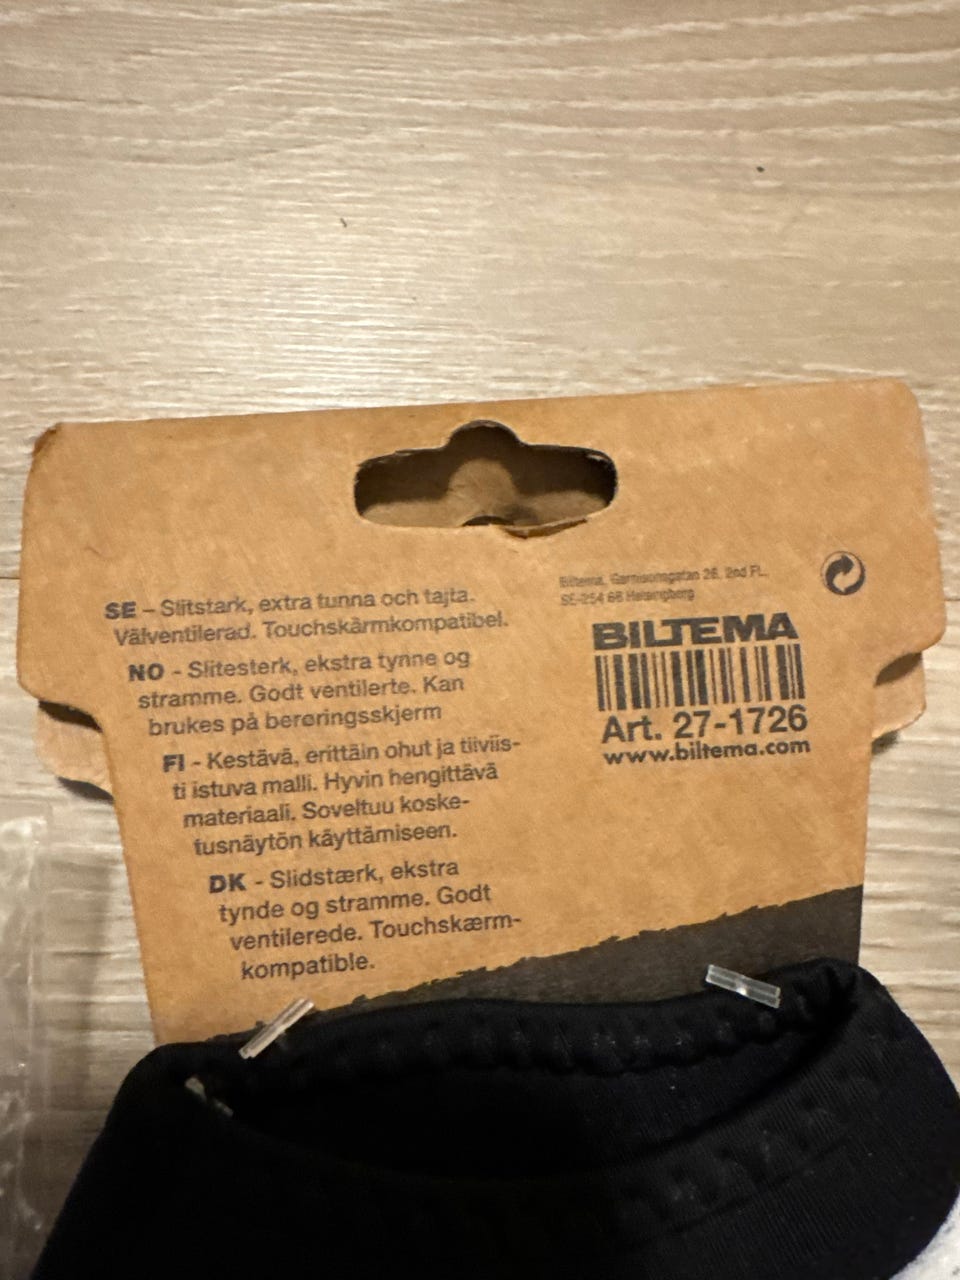 SE – Slitstark, extra tunna och tajta.
Välventilerad. Touchskärmkompatibel.
NO - Slitesterk, ekstra tynne og
stramme. Godt ventilerte. Kan
brukes på berøringsskjerm
FI - Kestävä, erittäin ohut ja tiiviis-
ti istuva malli. Hyvin hengittävä
materiaali. Soveltuu koske-
tusnäytön käyttämiseen.
DK - Slidstærk, ekstra
tynde og stramme. Godt
ventilerede. Touchskærm-
kompatible.
Biltema, Garnisonsgatan 26, 2nd FL.,
SE-254 66 Helsingborg
BILTEMA
Art. 27-1726
www.biltema.com